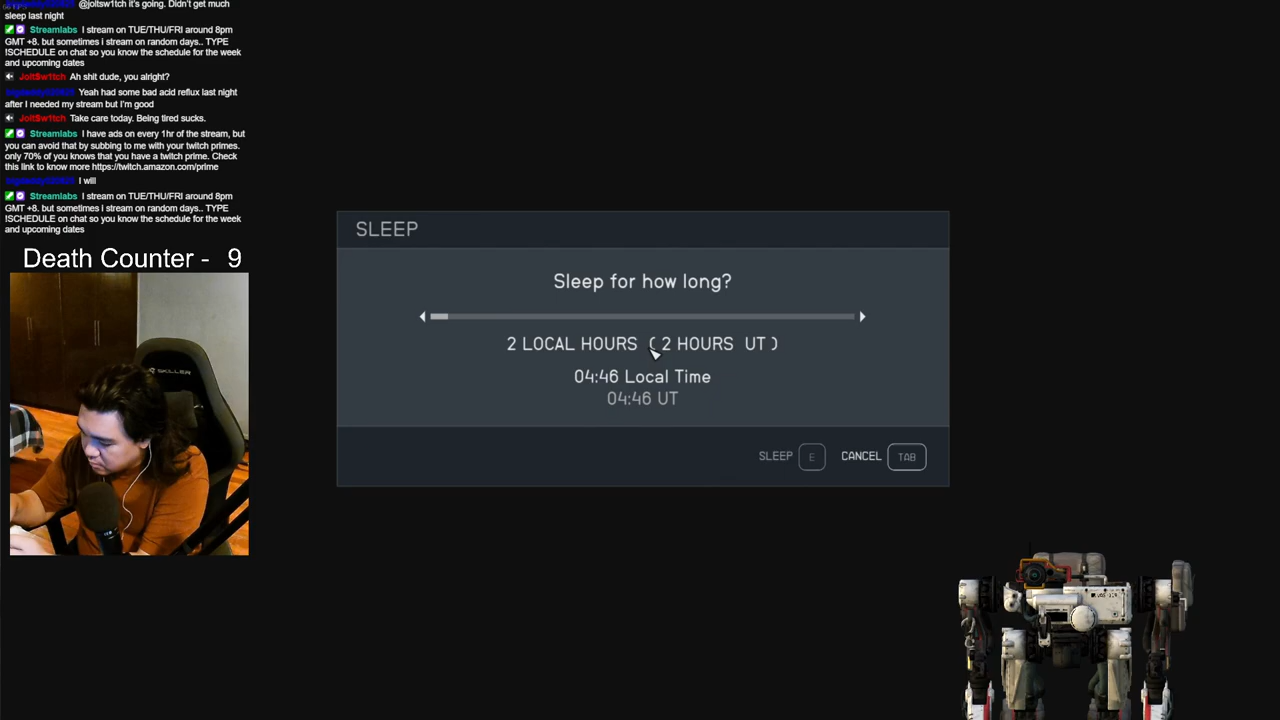 @joltsw1tch it's going. Didn't get much
sleep last night
Streamlabs I stream on TUE/THU/FRI around 8pm
GMT +8. but sometimes i stream on random days.. TYPE
!SCHEDULE on chat so you know the schedule for the week
and upcoming dates
Jolt$w1tch Ah shit dude, you alright?
Yeah had some bad acid reflux last night
after I needed my stream but I'm good
Jolt$w1tch Take care today. Being tired sucks.
Streamlabs I have ads on every 1hr of the stream, but
you can avoid that by subbing to me with your twitch primes.
only 70% of you knows that you have a twitch prime. Check
this link to know more https://twitch.amazon.com/prime
I will
Streamlabs I stream on TUE/THU/FRI around 8pm
GMT +8. but sometimes i stream on random days.. TYPE
!SCHEDULE on chat so you know the schedule for the week
and upcoming dates
Death Counter - 9
SKILLER
SLEEP
Sleep for how long?
2 LOCAL HOURS ( 2 HOURS UT )
04:46 Local Time
04:46 UT
SLEEP E CANCEL TAB